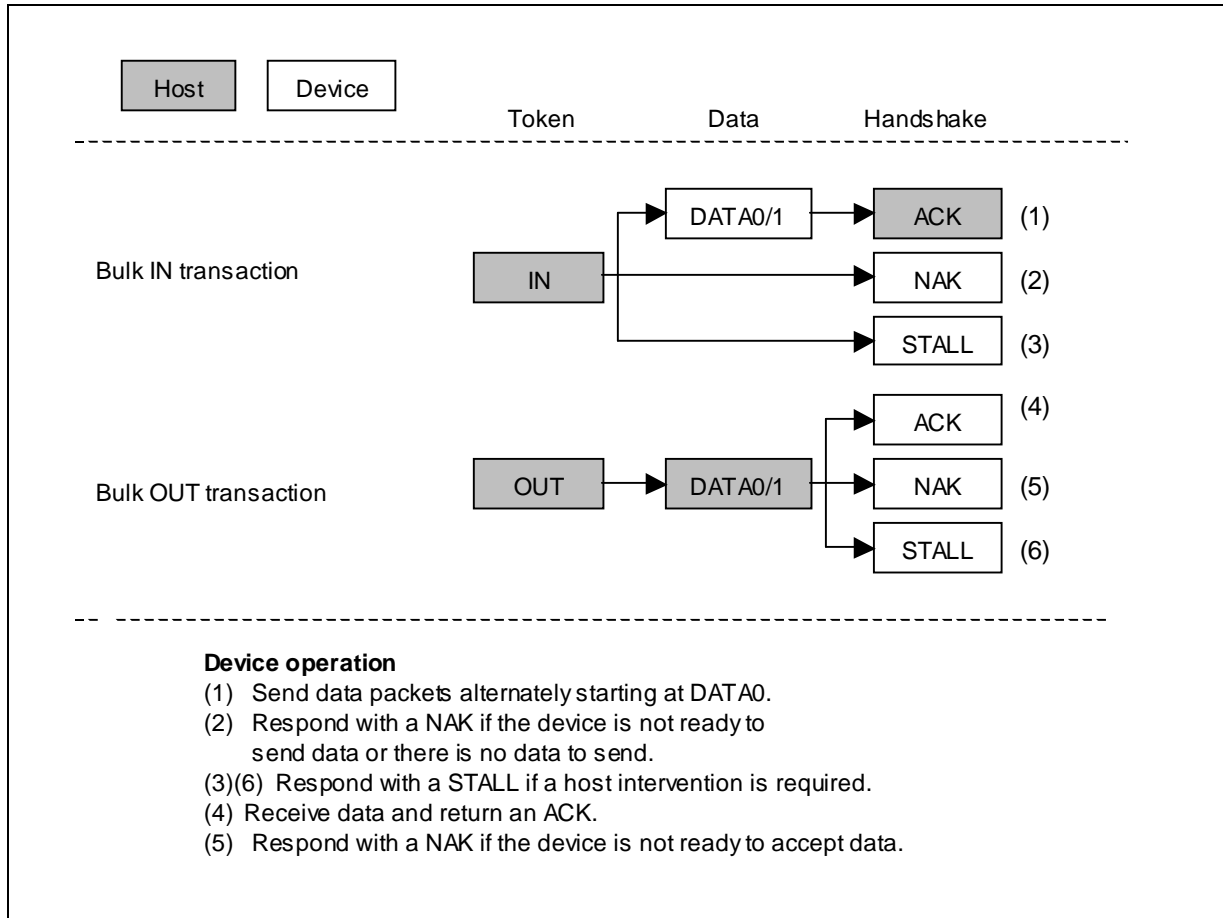 Host Device
Token Data Handshake
DATA0/1 ACK (1)
Bulk IN transaction IN NAK (2)
STALL (3)
ACK (4)
Bulk OUT transaction OUT DATA0/1 NAK (5)
STALL (6)
Device operation
(1) Send data packets alternately starting at DATA0.
(2) Respond with a NAK if the device is not ready to
send data or there is no data to send.
(3)(6) Respond with a STALL if a host intervention is required.
(4) Receive data and return an ACK.
(5) Respond with a NAK if the device is not ready to accept data.